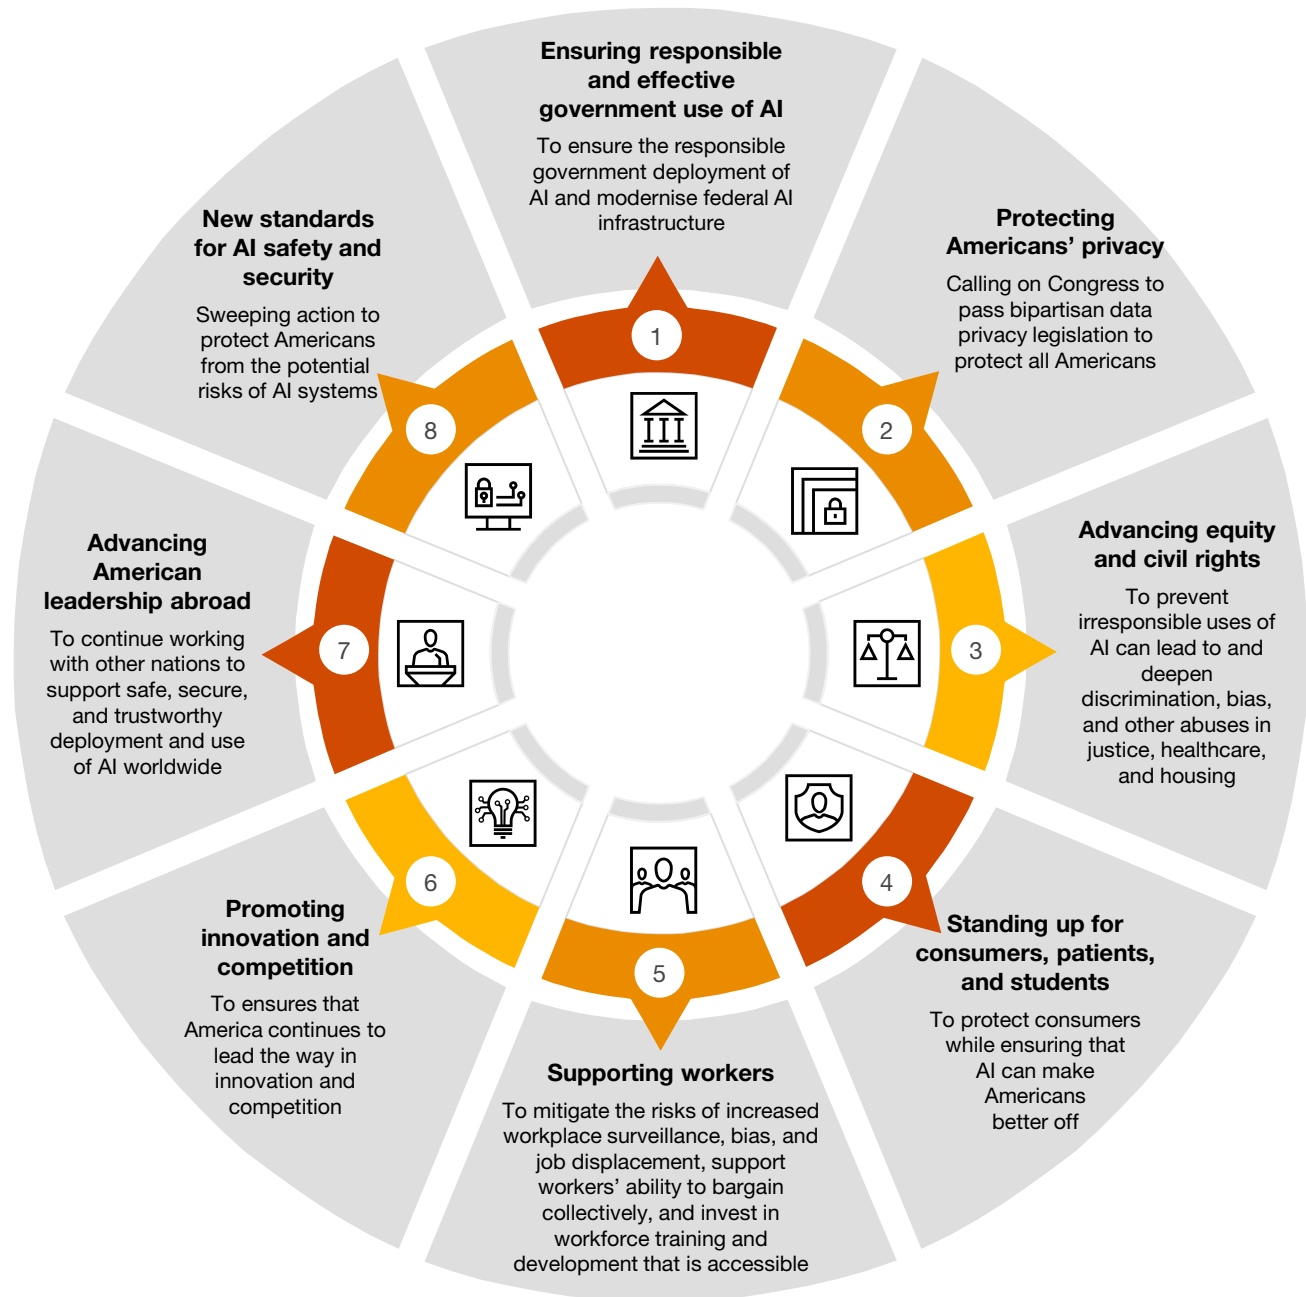 Ensuring responsible
and effective
government use of AI
To ensure the responsible
government deployment of
AI and modernise federal AI
infrastructure
1
Protecting
Americans’ privacy
Calling on Congress to
pass bipartisan data
privacy legislation to
protect all Americans
2
Advancing equity
and civil rights
To prevent
irresponsible uses of
AI can lead to and
deepen
discrimination, bias,
and other abuses in
justice, healthcare,
and housing
3
Standing up for
consumers, patients,
and students
To protect consumers
while ensuring that
AI can make
Americans
better off
4
Supporting workers
To mitigate the risks of increased
workplace surveillance, bias, and
job displacement, support
workers’ ability to bargain
collectively, and invest in
workforce training and
development that is accessible
5
Promoting
innovation and
competition
To ensures that
America continues to
lead the way in
innovation and
competition
6
Advancing
American
leadership abroad
To continue working
with other nations to
support safe, secure,
and trustworthy
deployment and use
of AI worldwide
7
New standards
for AI safety and
security
Sweeping action to
protect Americans
from the potential
risks of AI systems
8